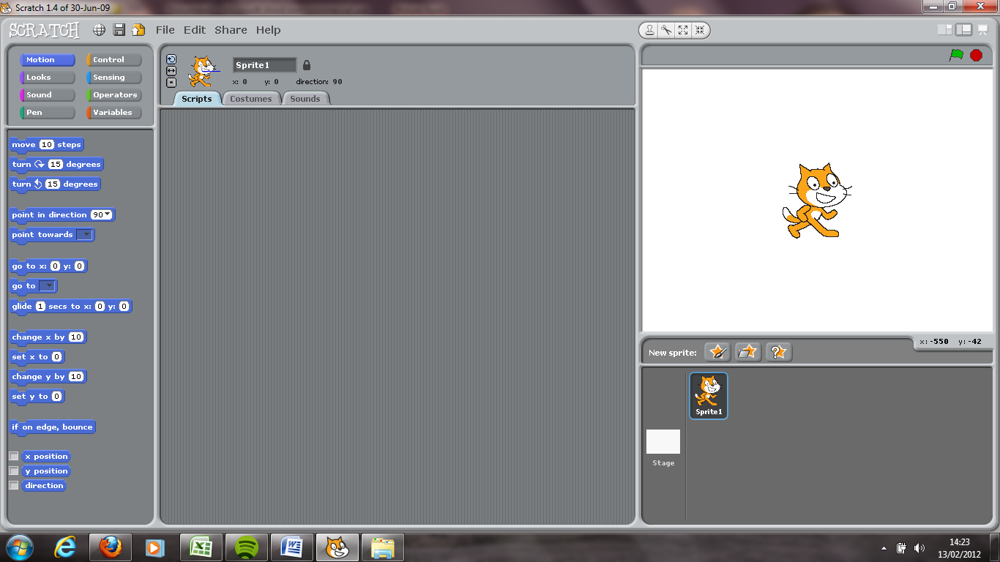 Scratch 1.4 of 30-Jun-09
SCRATCH File Edit Share Help
Motion Control
Looks Sensing
Sound Operators
Pen Variables
move 10 steps
turn 15 degrees
turn 15 degrees
point in direction 90
point towards
go to x: 0 y: 0
go to
glide 1 secs to x: 0 y: 0
change x by 10
set x to 0
change y by 10
set y to 0
if on edge, bounce
x position
y position
direction
Sprite1
x: 0 y: 0 direction: 90
Scripts Costumes Sounds
x: -550 y: -42
New sprite:
Sprite1
Stage
14:23
13/02/2012